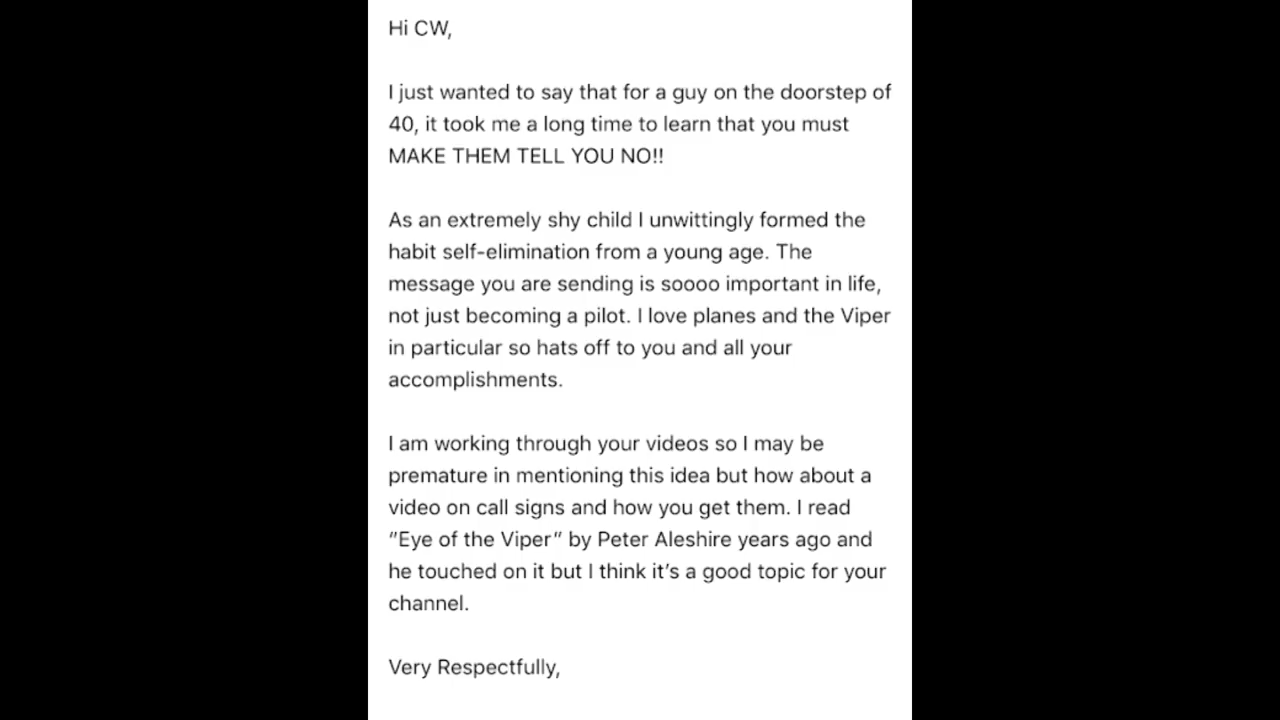 Hi CW,
I just wanted to say that for a guy on the doorstep of
40, it took me a long time to learn that you must
MAKE THEM TELL YOU NO!!
As an extremely shy child I unwittingly formed the
habit self-elimination from a young age. The
message you are sending is soooo important in life,
not just becoming a pilot. I love planes and the Viper
in particular so hats off to you and all your
accomplishments.
I am working through your videos so I may be
premature in mentioning this idea but how about a
video on call signs and how you get them. I read
"Eye of the Viper" by Peter Aleshire years ago and
he touched on it but I think it's a good topic for your
channel.
Very Respectfully,